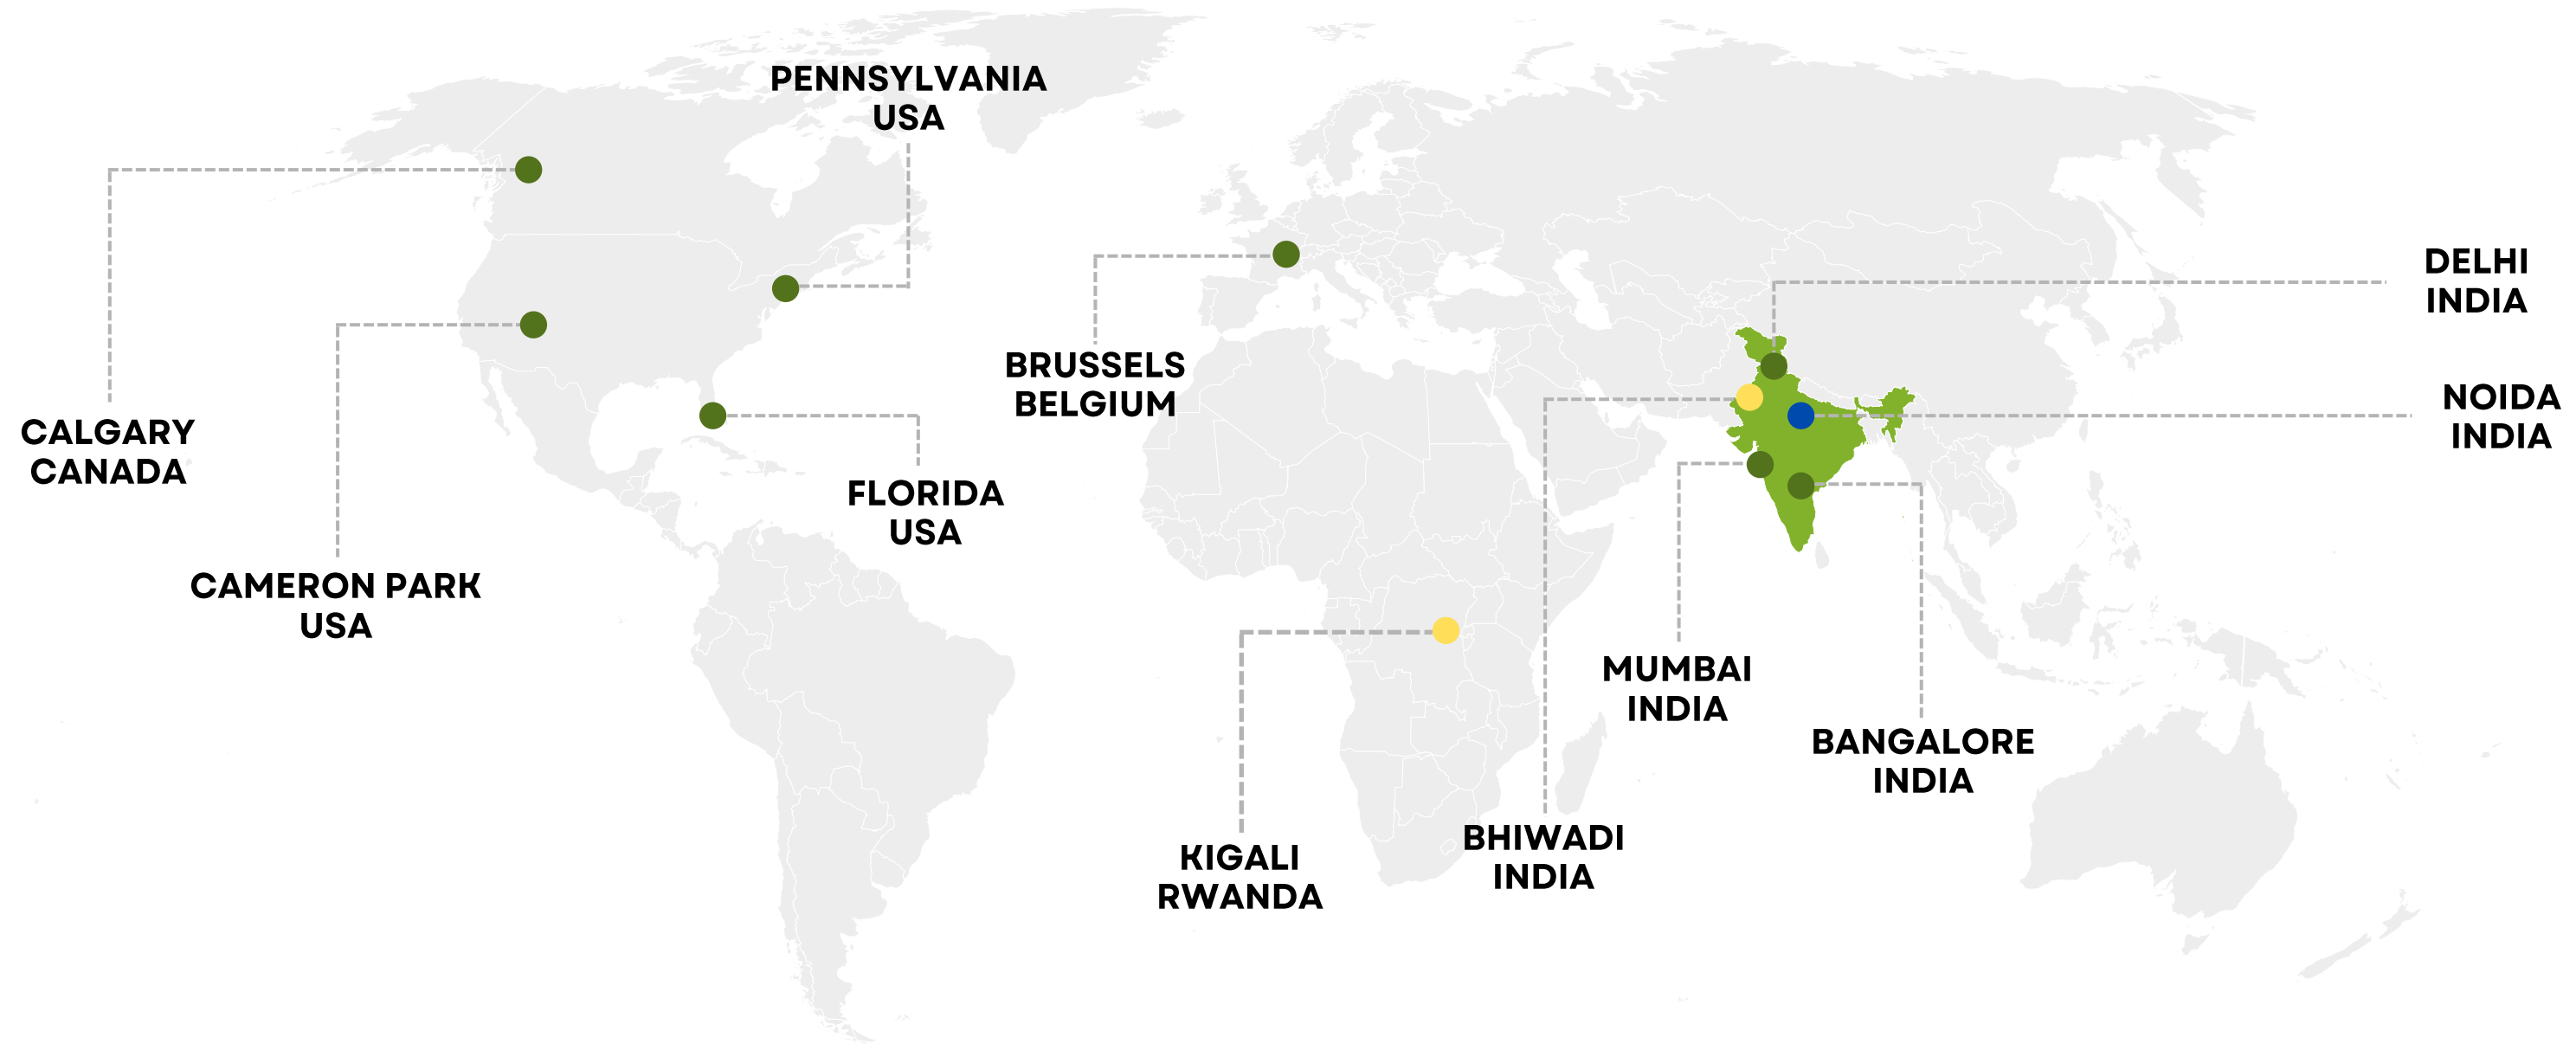 PENNSYLVANIA
USA
CALGARY
CANADA
CAMERON PARK
USA
FLORIDA
USA
BRUSSELS
BELGIUM
DELHI
INDIA
NOIDA
INDIA
MUMBAI
INDIA
BANGALORE
INDIA
BHIWADI
INDIA
KIGALI
RWANDA